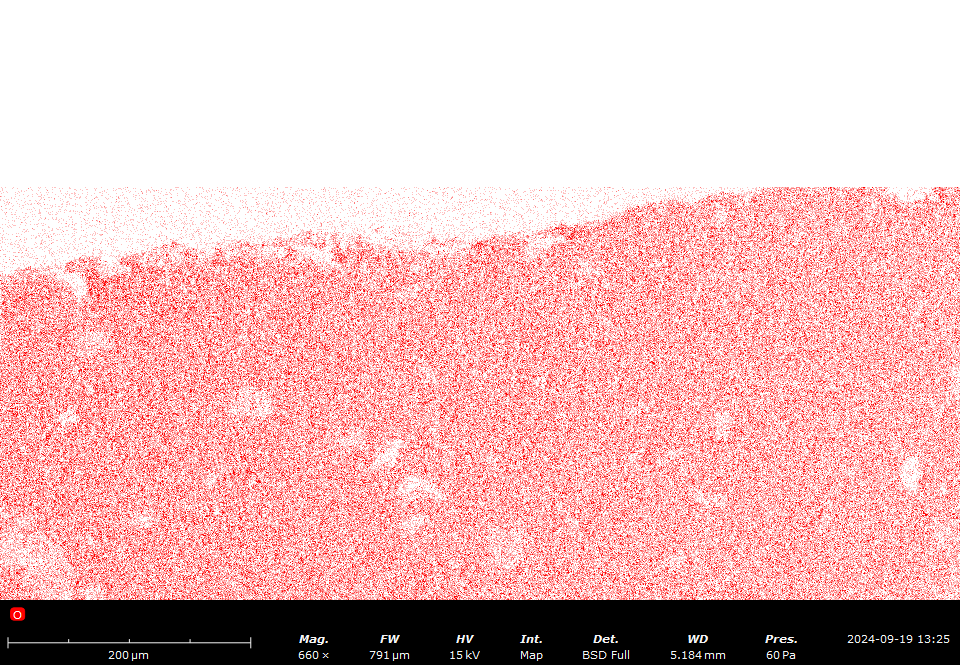 O
Mag. FW HV Int. Det. WD Pres. 2024-09-19 13:25
200 µm 660 × 791 µm 15 kV Map BSD Full 5.184 mm 60 Pa